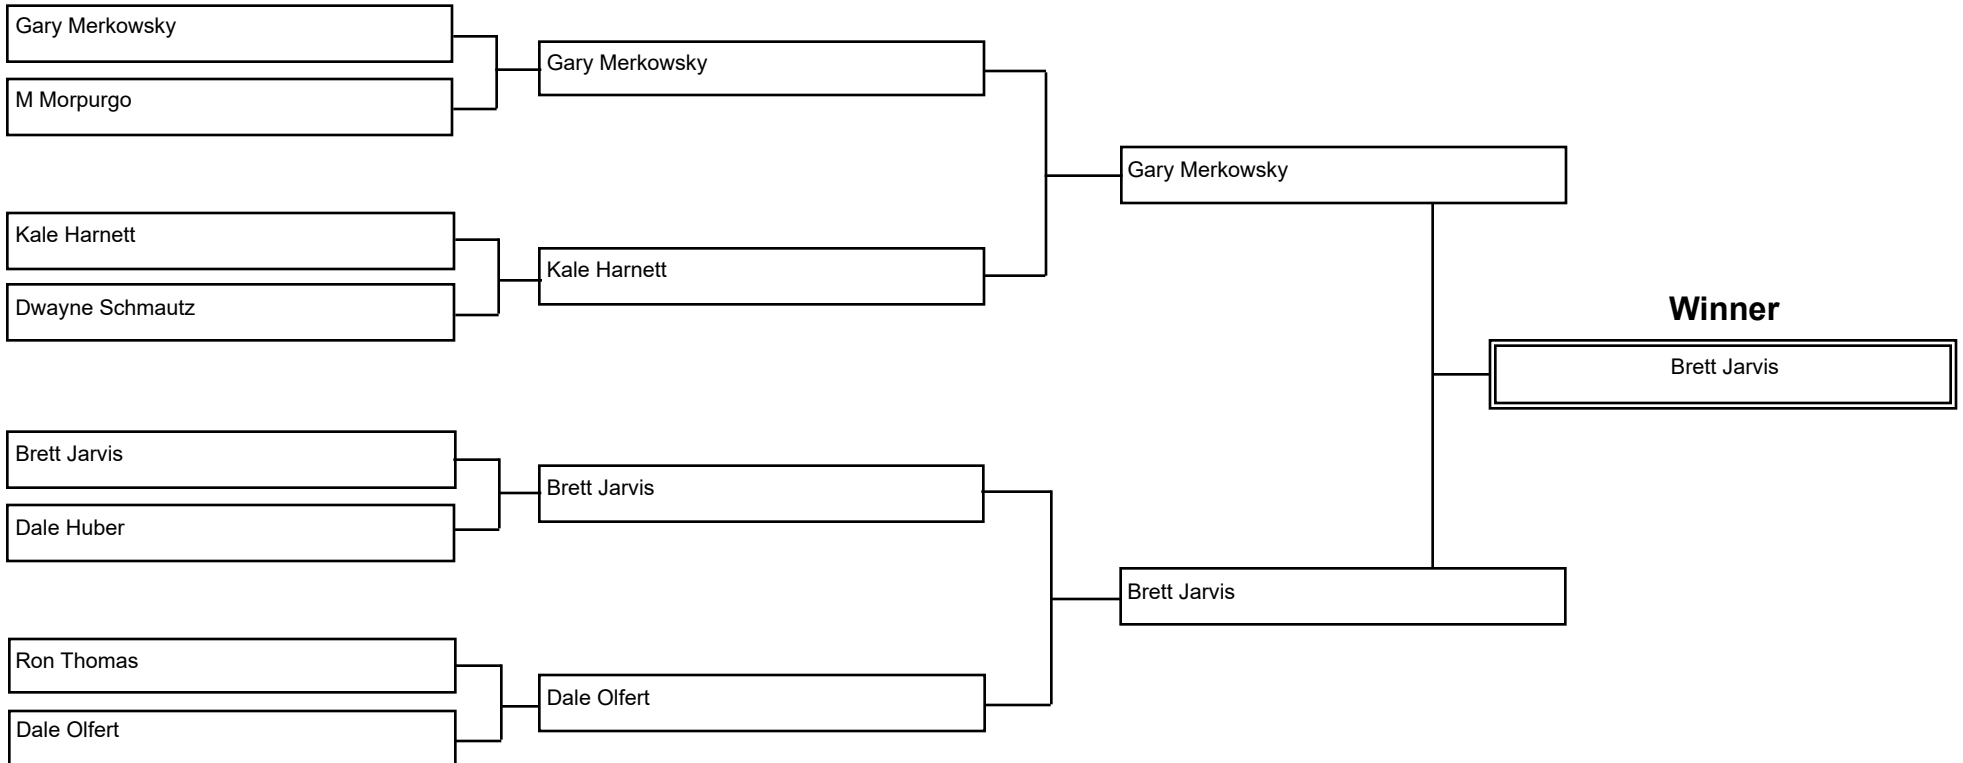 Gary Merkowsky
M Morpurgo
Kale Harnett
Dwayne Schmautz
Brett Jarvis
Dale Huber
Ron Thomas
Dale Olfert
Gary Merkowsky
Kale Harnett
Brett Jarvis
Dale Olfert
Gary Merkowsky
Brett Jarvis
Winner
Brett Jarvis